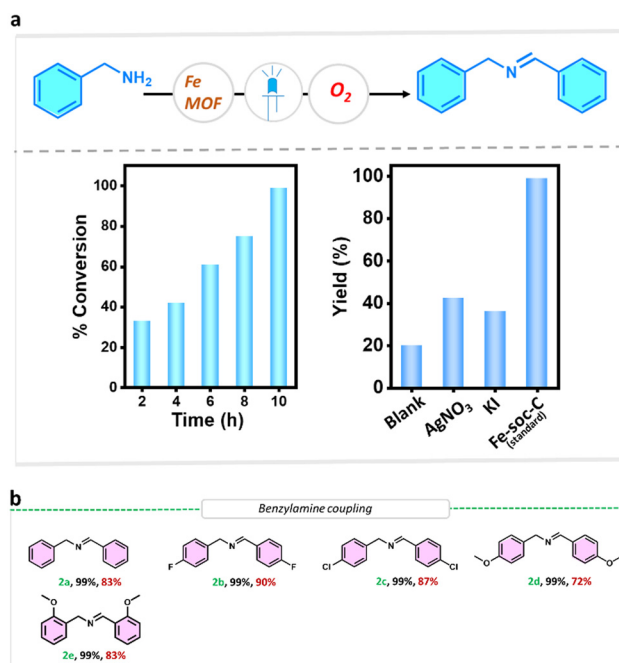 a
NH2
Fe
MOF
O2
N
% Conversion
100
80
60
40
20
0
2 4 6 8 10
Time (h)
Yield (%)
100
80
60
40
20
0
Blank
AgNO3
KI
Fe-soc-C
(standard)
b
Benzylamine coupling
N
2a, 99%, 83%
F N F
2b, 99%, 90%
Cl N Cl
2c, 99%, 87%
O N O
2d, 99%, 72%
O N O
2e, 99%, 83%